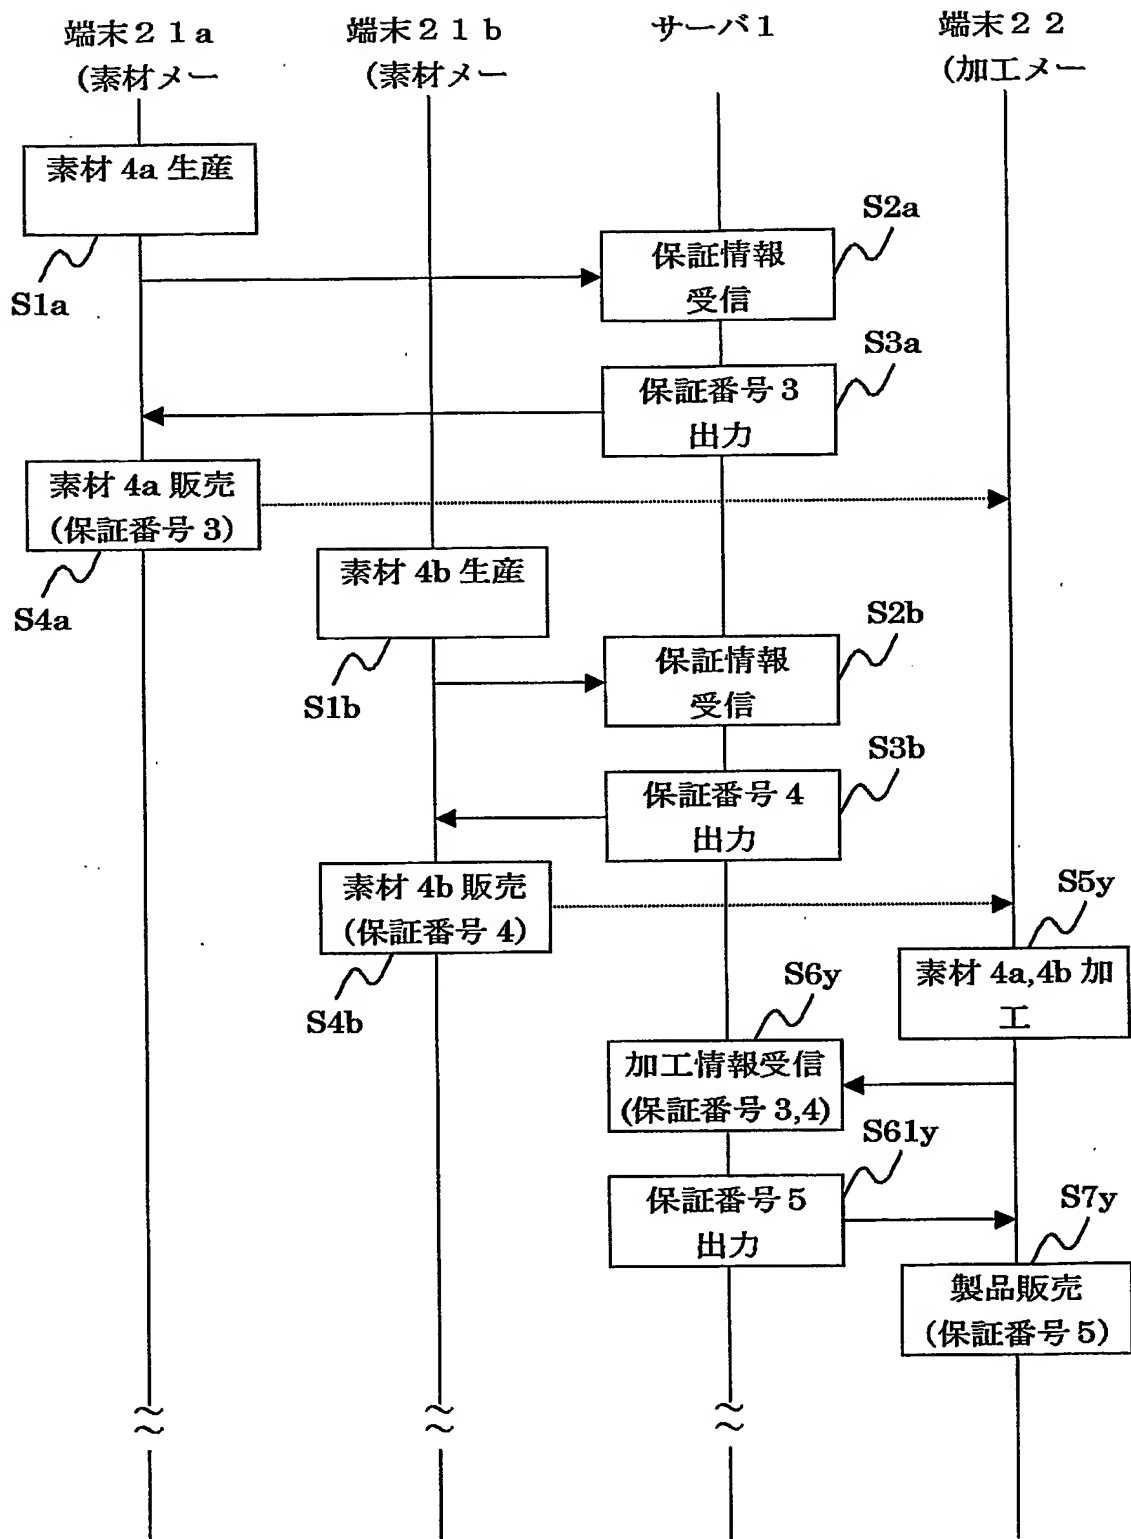 端末２１a
(素材メー
端末２１b
(素材メー
サーバ１
端末２２
(加工メー
素材 4a 生産
S1a
S2a
保証情報
受信
S3a
保証番号３
出力
素材 4a 販売
(保証番号 3)
S4a
素材 4b 生産
S1b
S2b
保証情報
受信
S3b
保証番号４
出力
素材 4b 販売
(保証番号 4)
S4b
S5y
素材 4a,4b 加
工
S6y
加工情報受信
(保証番号 3,4)
S61y
保証番号５
出力
S7y
製品販売
(保証番号 5)